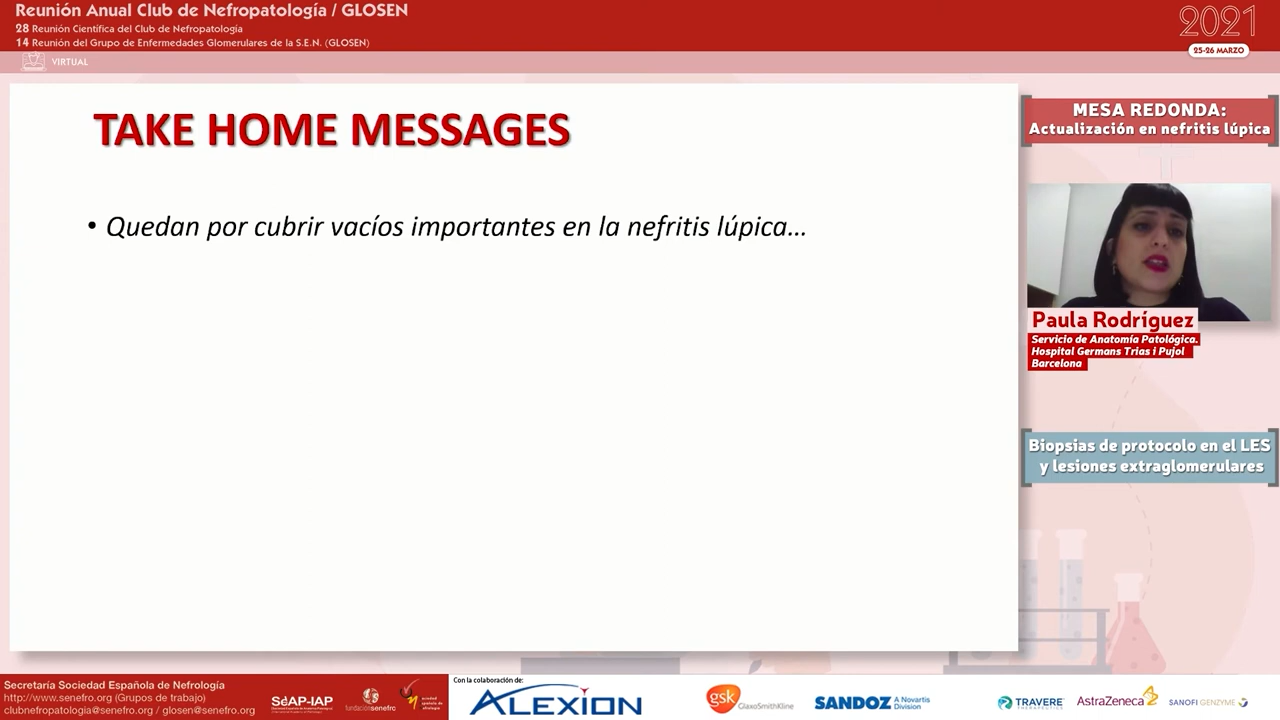 Reunión Anual Club de Nefropatología / GLOSEN
28 Reunión Científica del Club de Nefropatología
14 Reunión del Grupo de Enfermedades Glomerulares de la S.E.N. (GLOSEN)
VIRTUAL
2021
25-26 MARZO
TAKE HOME MESSAGES
• Quedan por cubrir vacíos importantes en la nefritis lúpica...
MESA REDONDA:
Actualización en nefritis lúpica
Paula Rodríguez
Servicio de Anatomía Patológica.
Hospital Germans Trias i Pujol
Barcelona
Biopsias de protocolo en el LES
y lesiones extraglomerulares
Secretaría Sociedad Española de Nefrología
http://www.senefro.org (Grupos de trabajo)
clubnefropatologia@senefro.org / glosen@senefro.org
SEAP-IAP
fundaciónsenefro
Con la colaboración de:
ALEXION
gsk
GlaxoSmithKline
SANDOZ A Novartis
Division
TRAVERE
THERAPEUTICS
AstraZeneca
SANOFI GENZYME